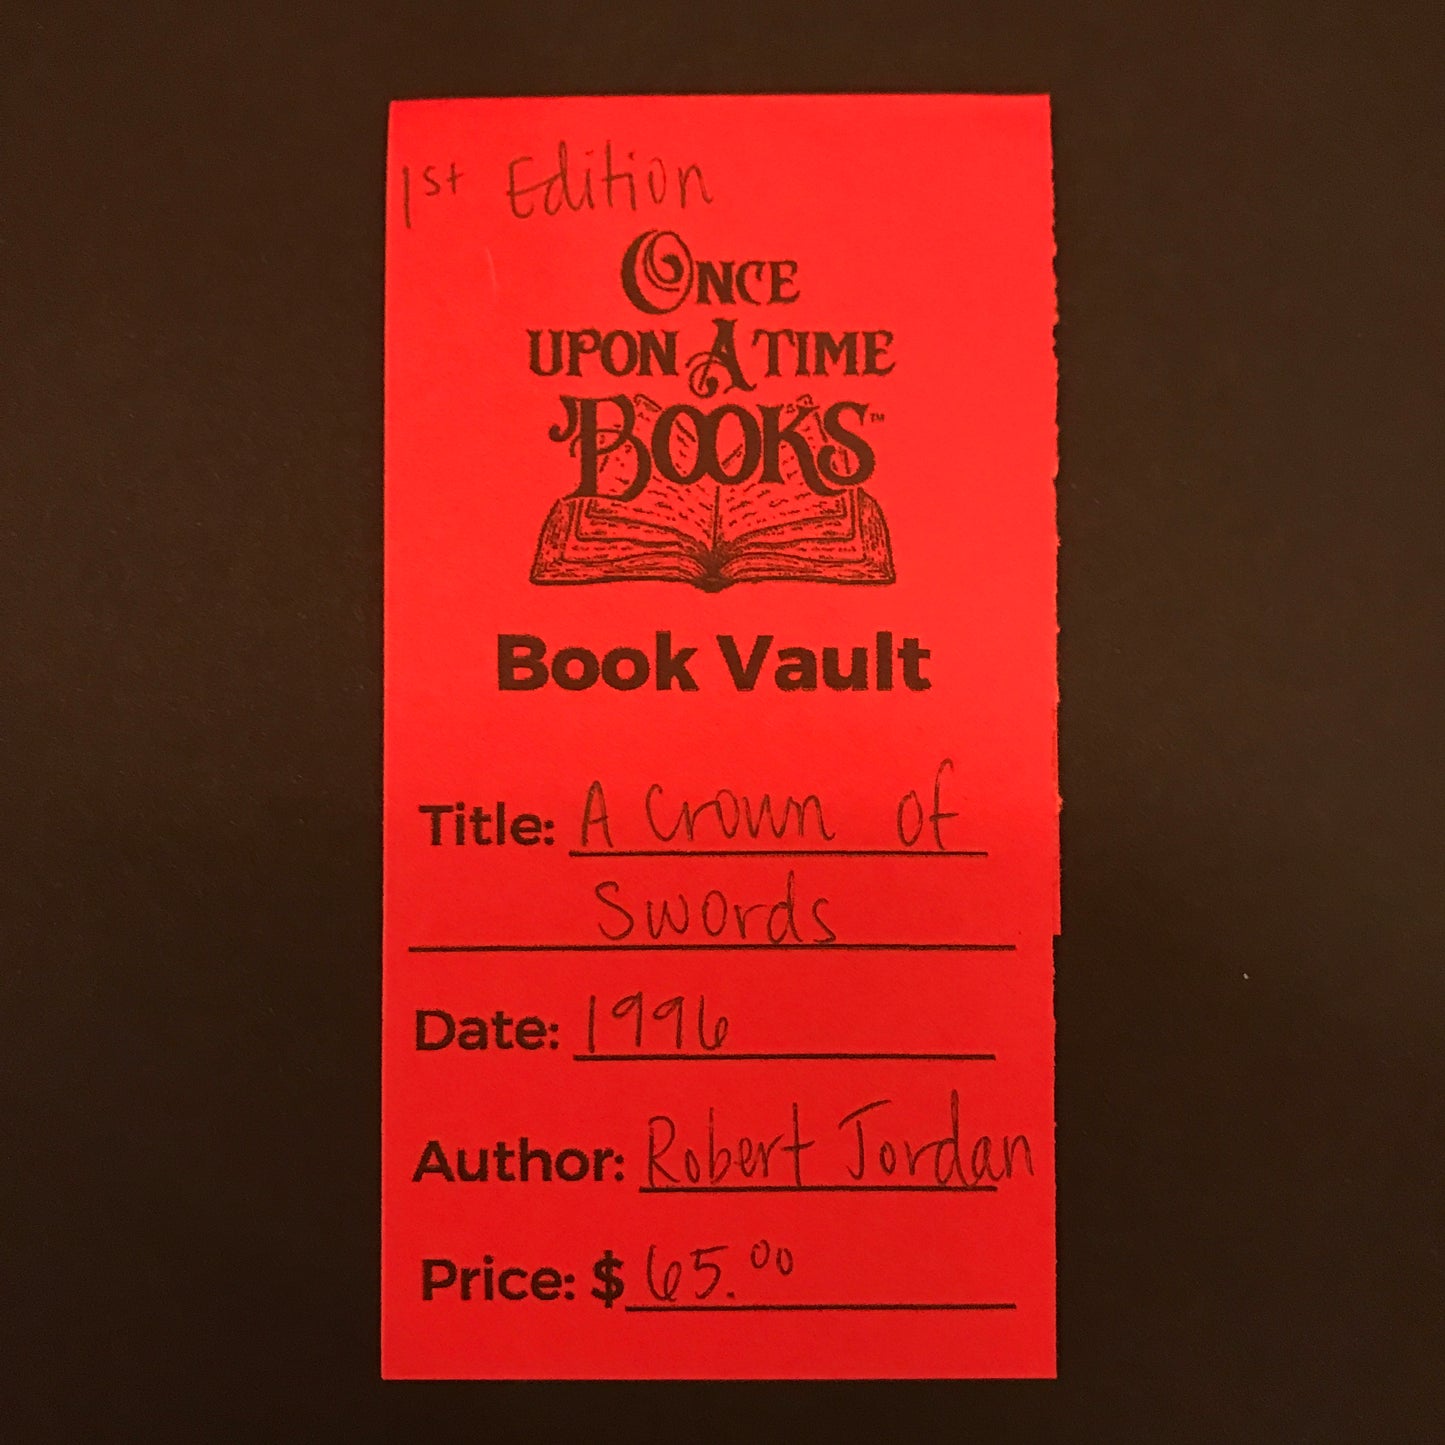 1st Edition
ONCE
UPON A TIME
BOOKS™
Book Vault
Title: A Crown of
Swords
Date: 1996
Author: Robert Jordan
Price: $ 65.00